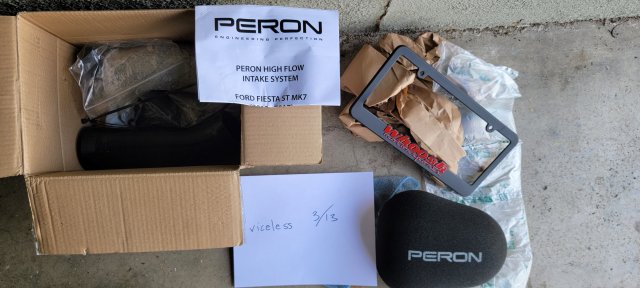 PERON
ENGINEERING PERFECTION
PERON HIGH FLOW
INTAKE SYSTEM
FORD FIESTA ST MK7
viceless 3/13
PERON